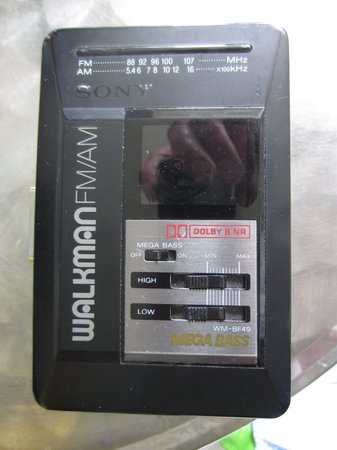 FM 88 92 96 100 107 MHz
AM 5.4 6 7 8 10 12 16 x100kHz
SONY
WALKMAN FM/AM
DOLBY B NR
MEGA BASS
OFF ON MIN MAX
HIGH
LOW
WM-BF49
MEGA BASS